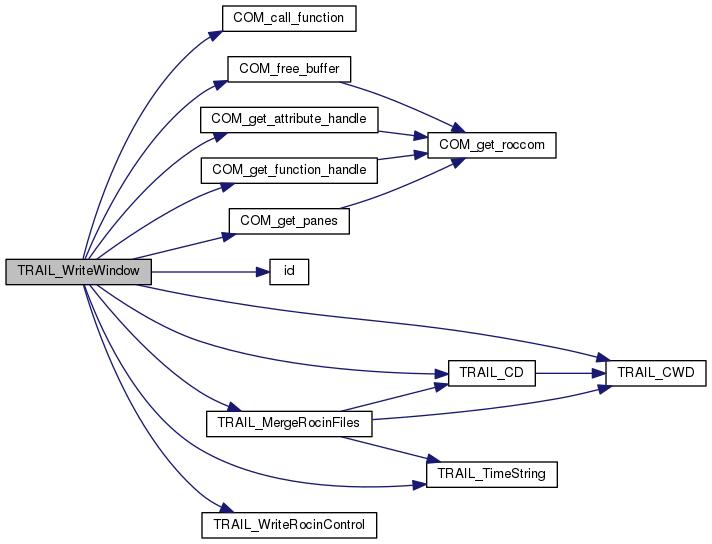 COM_call_function
COM_free_buffer
COM_get_attribute_handle
COM_get_roccom
COM_get_function_handle
COM_get_panes
TRAIL_WriteWindow
id
TRAIL_CD
TRAIL_CWD
TRAIL_MergeRocinFiles
TRAIL_TimeString
TRAIL_WriteRocinControl